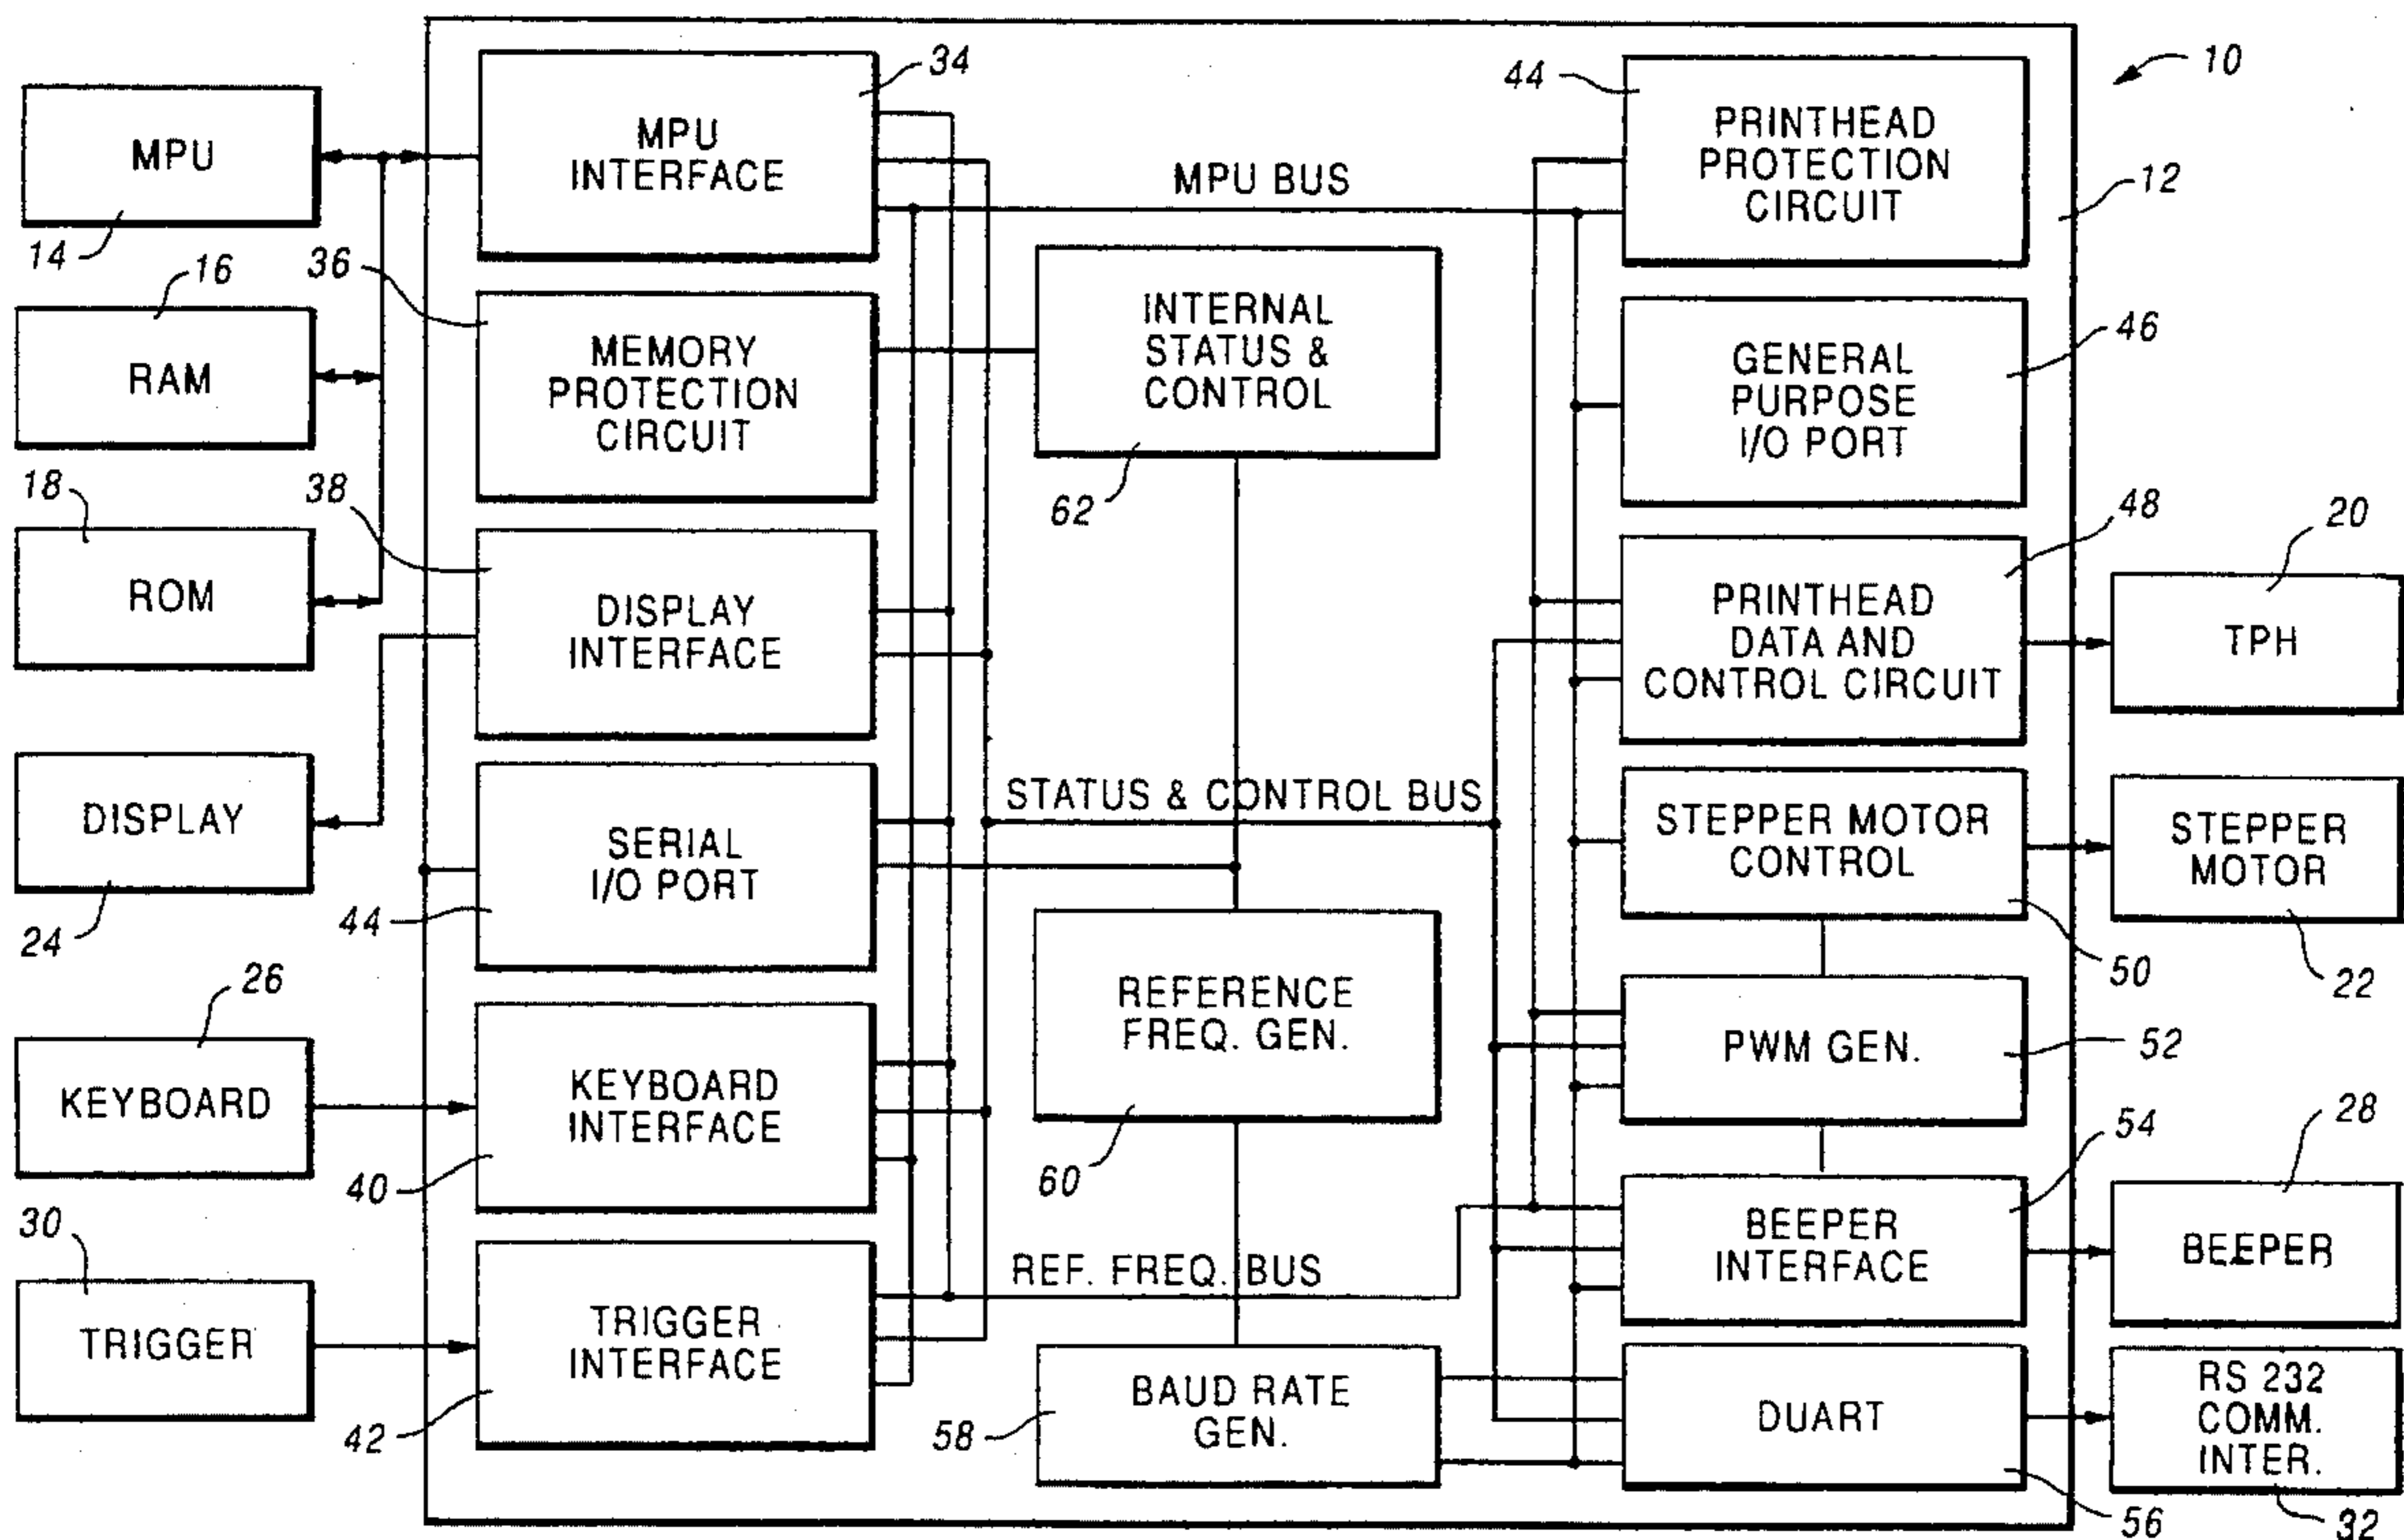 MPU
14
RAM
16
ROM
18
DISPLAY
24
KEYBOARD
26
TRIGGER
30
MPU
INTERFACE
34
MEMORY
PROTECTION
CIRCUIT
36
DISPLAY
INTERFACE
38
SERIAL
I/O PORT
44
KEYBOARD
INTERFACE
40
TRIGGER
INTERFACE
42
MPU BUS
INTERNAL
STATUS &
CONTROL
62
STATUS & CONTROL BUS
REFERENCE
FREQ. GEN.
60
REF. FREQ. BUS
BAUD RATE
GEN.
58
PRINTHEAD
PROTECTION
CIRCUIT
44
GENERAL
PURPOSE
I/O PORT
46
PRINTHEAD
DATA AND
CONTROL CIRCUIT
48
STEPPER MOTOR
CONTROL
50
PWM GEN.
52
BEEPER
INTERFACE
54
DUART
56
10
12
TPH
20
STEPPER
MOTOR
22
BEEPER
28
RS 232
COMM.
INTER.
32